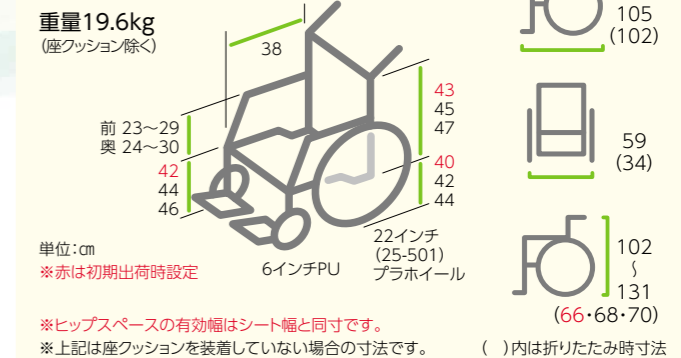 重量19.6kg
(座クッション除く)
38
105
(102)
前 23～29
奥 24～30
43
45
47
42
44
46
40
42
44
59
(34)
単位:㎝
※赤は初期出荷時設定
6インチPU
22インチ
(25-501)
プラホイール
102
～
131
(66・68・70)
※ヒップスペースの有効幅はシート幅と同寸です。
※上記は座クッションを装着していない場合の寸法です。
( )内は折りたたみ時寸法